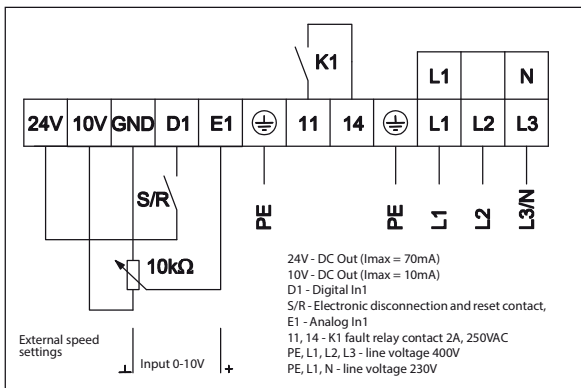 K1
L1 N
24V 10V GND D1 E1 11 14 L1 L2 L3
S/R
PE PE L1 L2 L3/N
10kΩ
24V - DC Out (Imax = 70mA)
10V - DC Out (Imax = 10mA)
D1 - Digital In1
S/R - Electronic disconnection and reset contact,
E1 - Analog In1
11, 14 - K1 fault relay contact 2A, 250VAC
PE, L1, L2, L3 - line voltage 400V
PE, L1, N - line voltage 230V
External speed
settings
⊥ Input 0-10V +